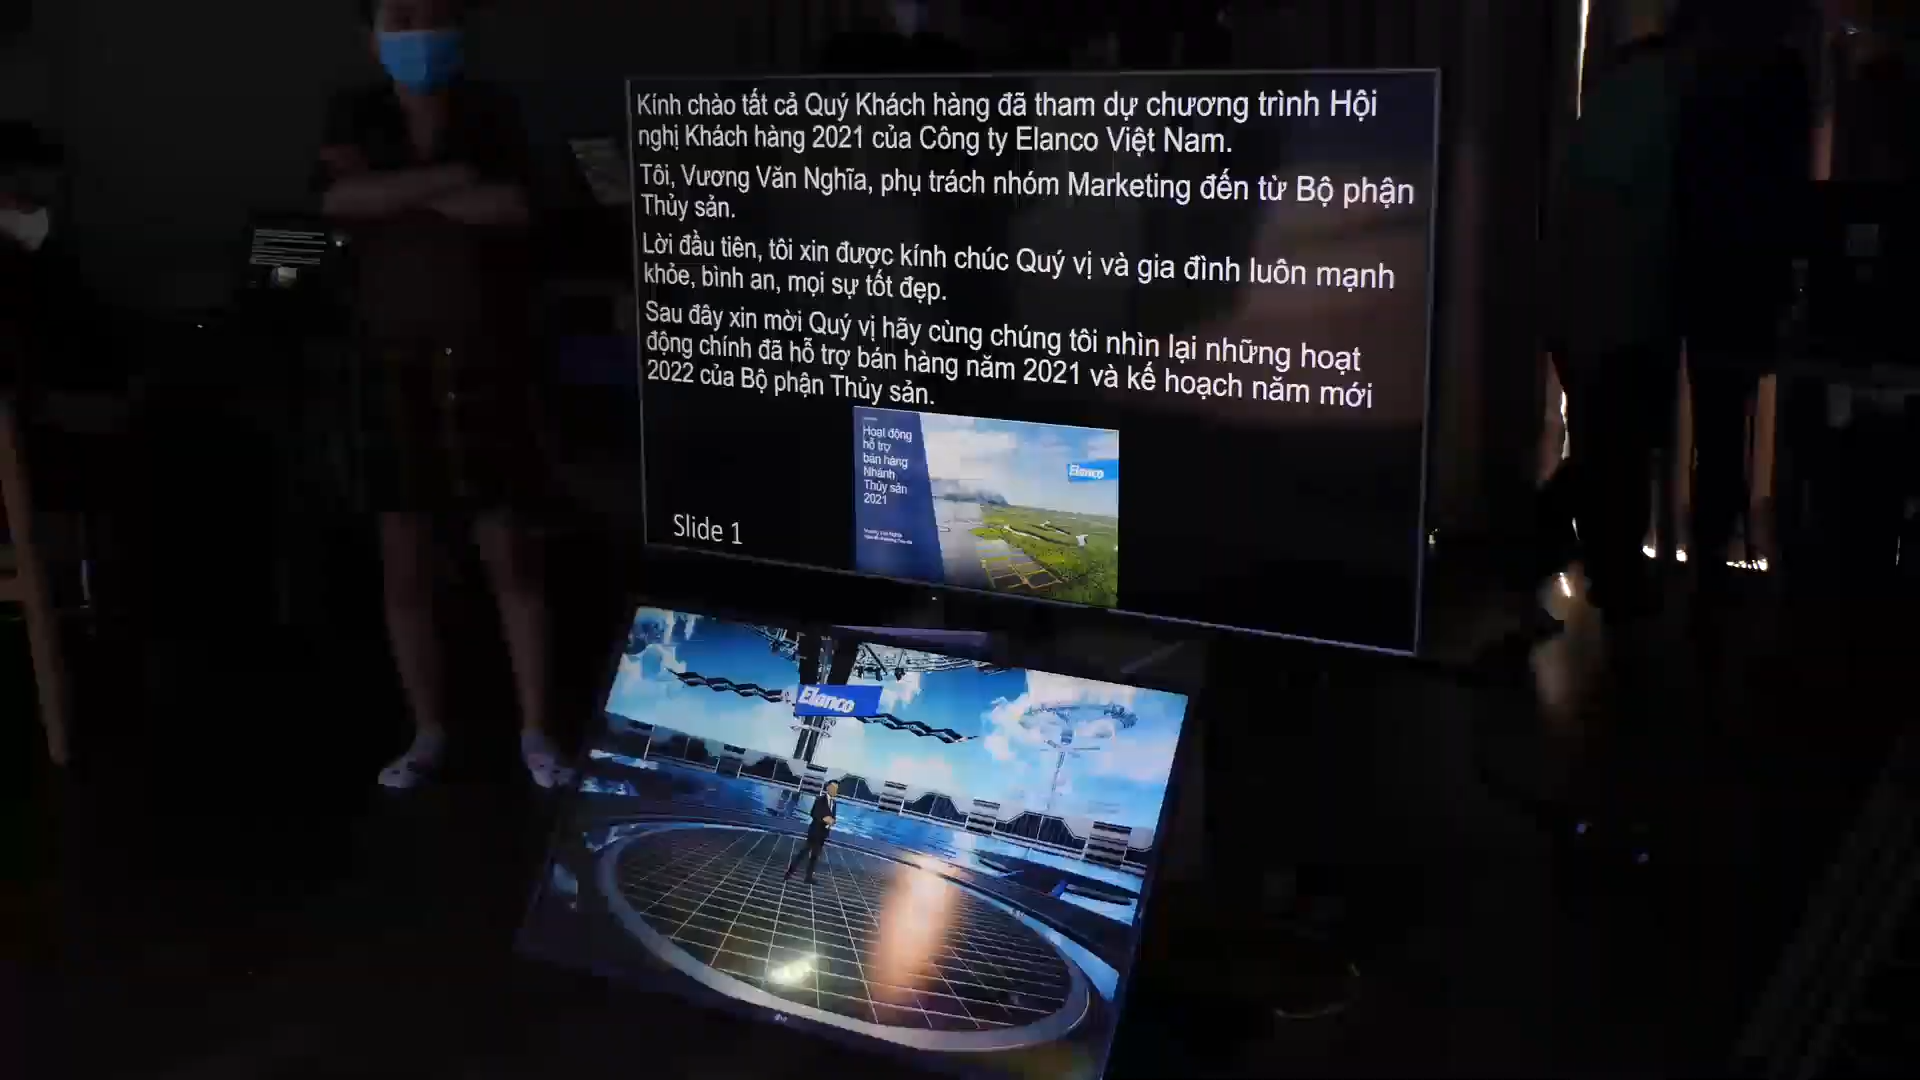 Kính chào tất cả Quý Khách hàng đã tham dự chương trình Hội
nghị Khách hàng 2021 của Công ty Elanco Việt Nam.
Tôi, Vương Văn Nghĩa, phụ trách nhóm Marketing đến từ Bộ phận
Thủy sản.
Lời đầu tiên, tôi xin được kính chúc Quý vị và gia đình luôn mạnh
khỏe, bình an, mọi sự tốt đẹp.
Sau đây xin mời Quý vị hãy cùng chúng tôi nhìn lại những hoạt
động chính đã hỗ trợ bán hàng năm 2021 và kế hoạch năm mới
2022 của Bộ phận Thủy sản.
Hoạt động
hỗ trợ
bán hàng
Nhánh
Thủy sản
2021
Elanco
Slide 1
Elanco
LG